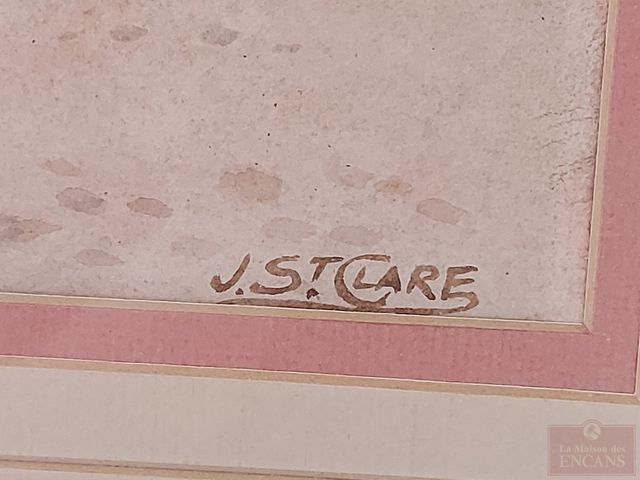 J. ST. CLARE
La Maison des
ENCANS